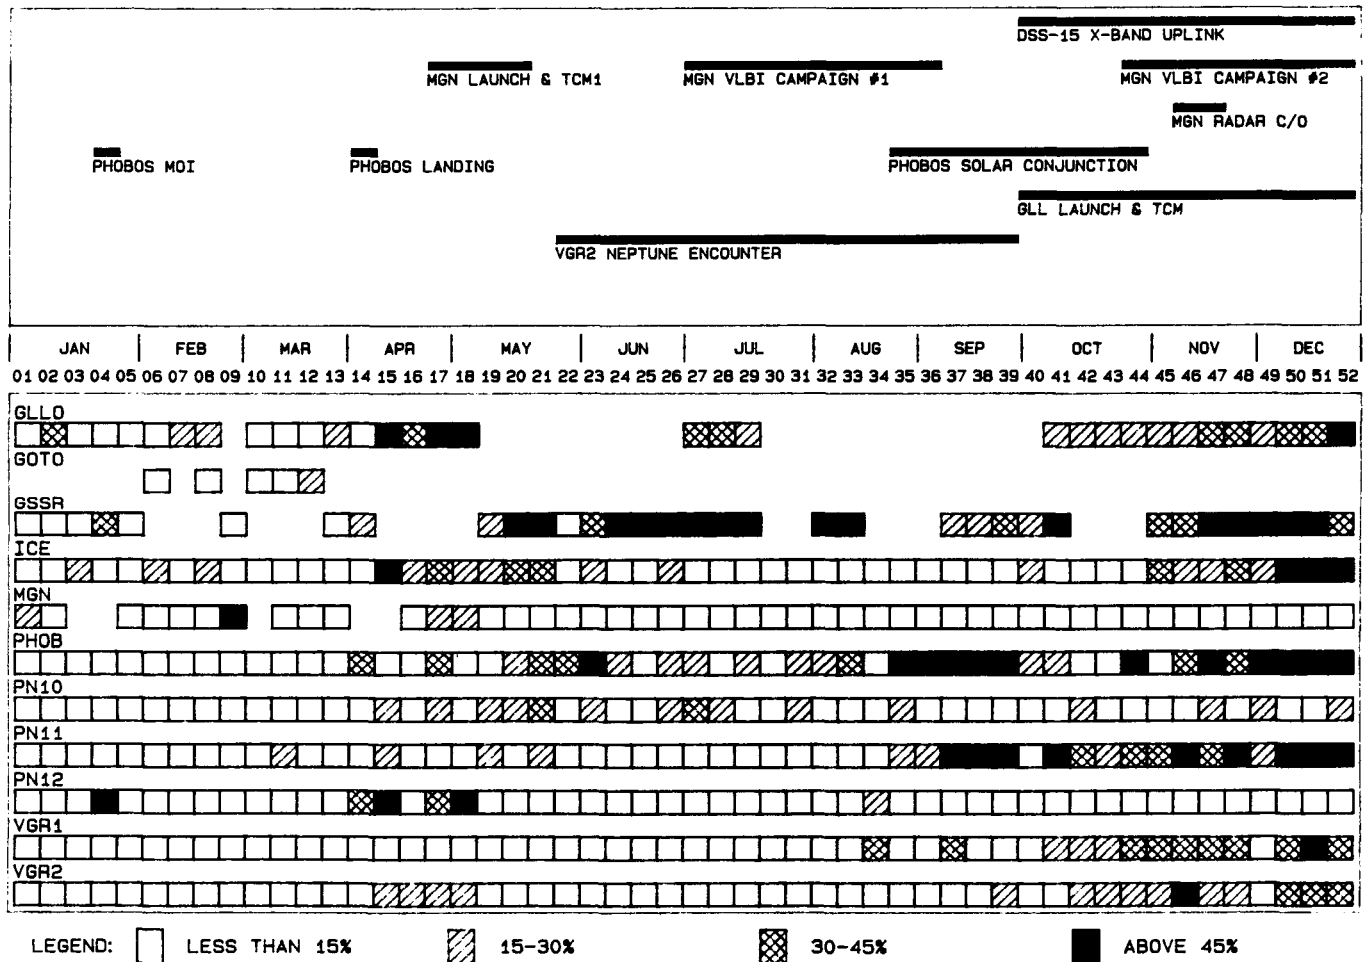 DSS-15 X-BAND UPLINK
MGN LAUNCH & TCM1
MGN VLBI CAMPAIGN #1
MGN VLBI CAMPAIGN #2
MGN RADAR C/O
PHOBOS MOI
PHOBOS LANDING
PHOBOS SOLAR CONJUNCTION
GLL LAUNCH & TCM
VGR2 NEPTUNE ENCOUNTER
JAN FEB MAR APR MAY JUN JUL AUG SEP OCT NOV DEC
01 02 03 04 05 06 07 08 09 10 11 12 13 14 15 16 17 18 19 20 21 22 23 24 25 26 27 28 29 30 31 32 33 34 35 36 37 38 39 40 41 42 43 44 45 46 47 48 49 50 51 52
GLLO
GOTO
GSSR
ICE
MGN
PHOB
PN10
PN11
PN12
VGR1
VGR2
LEGEND: LESS THAN 15% 15-30% 30-45% ABOVE 45%